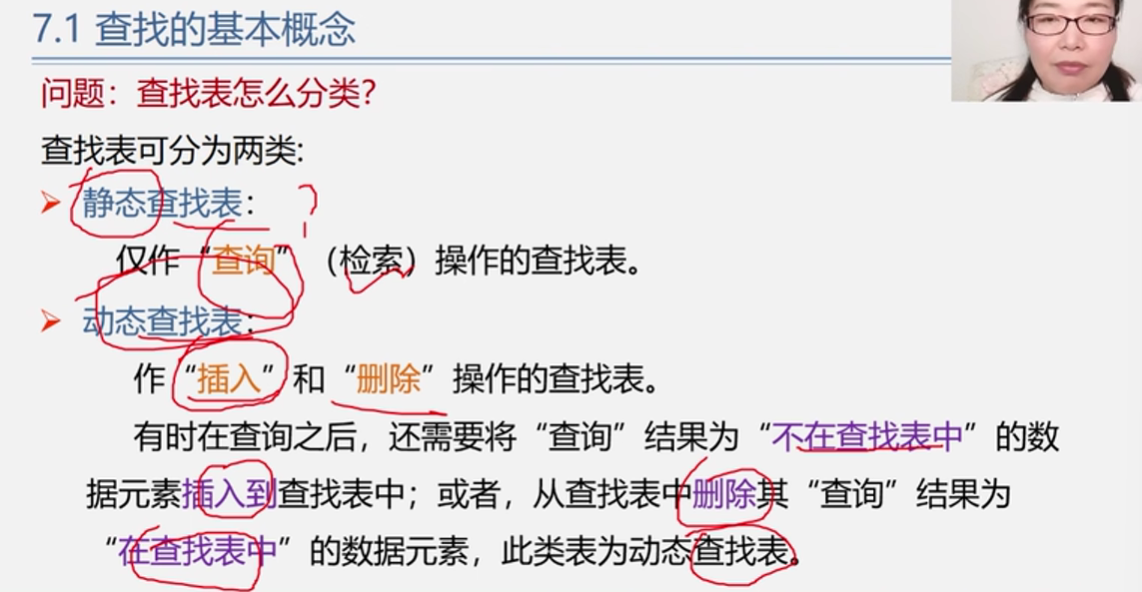 7.1 查找的基本概念
问题：查找表怎么分类？
查找表可分为两类:
➢ 静态查找表：
仅作“查询”（检索）操作的查找表。
➢ 动态查找表：
作“插入”和“删除”操作的查找表。
有时在查询之后，还需要将“查询”结果为“不在查找表中”的数
据元素插入到查找表中；或者，从查找表中删除其“查询”结果为
“在查找表中”的数据元素，此类表为动态查找表。